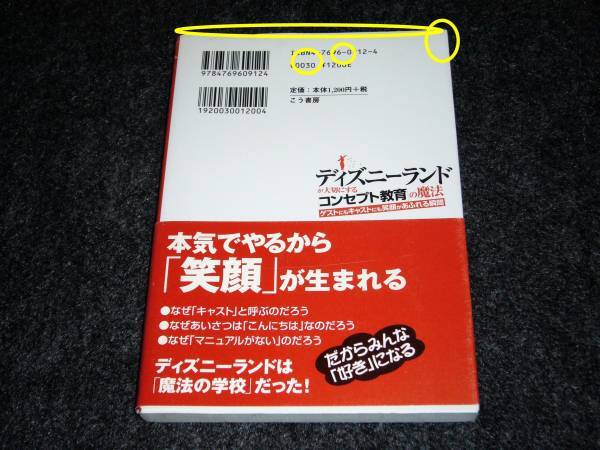 ISBN4-7696-0912-4
C0030 ¥1200E
9784769609124
定価：本体1,200円＋税
こう書房
1920030012004
ディズニーランド
が大切にする
コンセプト教育の魔法
ゲストにもキャストにも笑顔があふれる瞬間
本気でやるから
「笑顔」が生まれる
●なぜ「キャスト」と呼ぶのだろう
●なぜあいさつは「こんにちは」なのだろう
●なぜ「マニュアルがない」のだろう
だからみんな
「好き」になる
ディズニーランドは
「魔法の学校」だった！